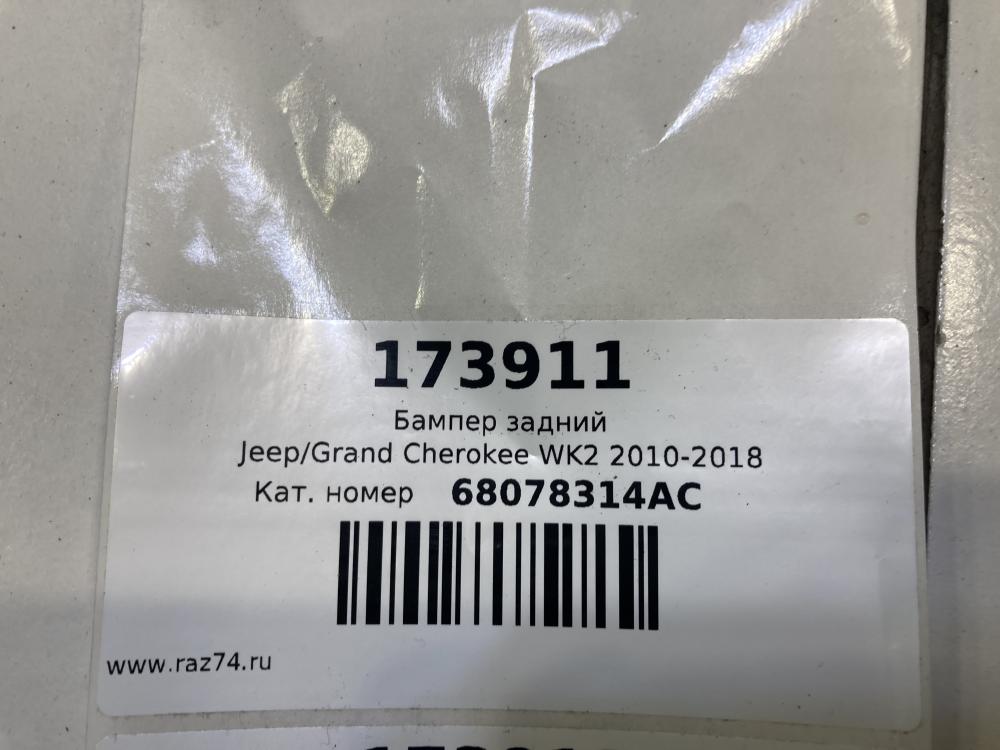 173911
Бампер задний
Jeep/Grand Cherokee WK2 2010-2018
Кат. номер 68078314AC
www.raz74.ru